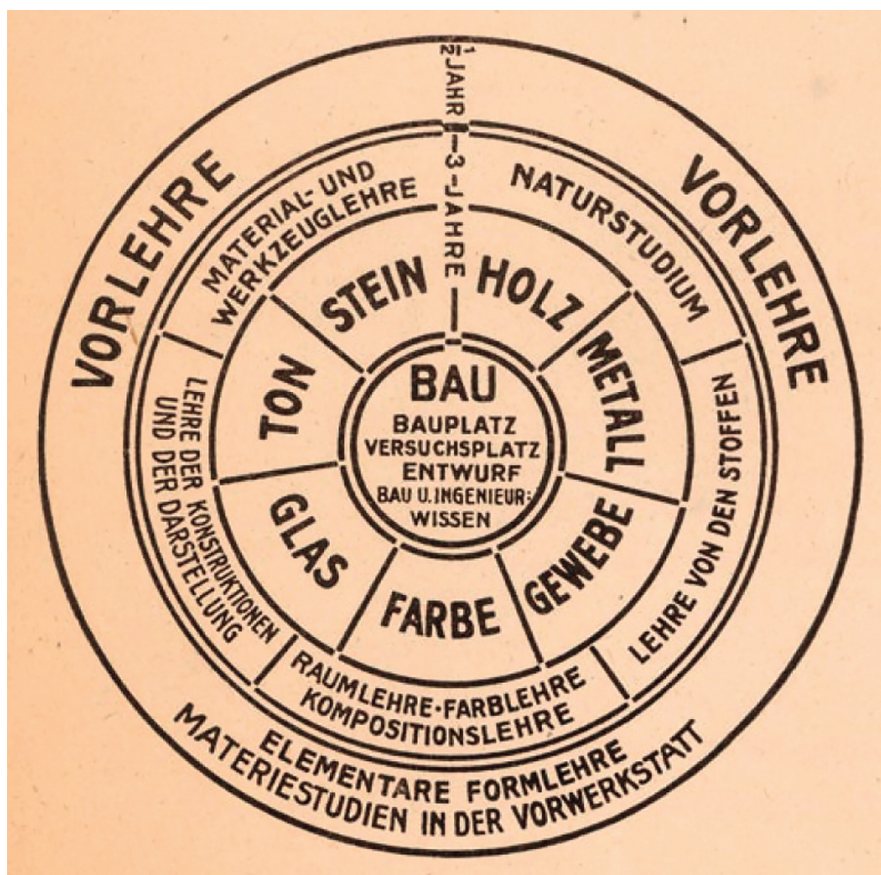 VORLEHRE
VORLEHRE
1/2 JAHR
3-JAHRE
ELEMENTARE FORMLEHRE
MATERIESTUDIEN IN DER VORWERKSTATT
NATURSTUDIUM
LEHRE VON DEN STOFFEN
RAUMLEHRE·FARBLEHRE
KOMPOSITIONSLEHRE
LEHRE DER KONSTRUKTIONEN
UND DER DARSTELLUNG
MATERIAL- UND
WERKZEUGLEHRE
HOLZ
METALL
GEWEBE
FARBE
GLAS
TON
STEIN
BAU
BAUPLATZ
VERSUCHSPLATZ
ENTWURF
BAU U. INGENIEUR:
WISSEN